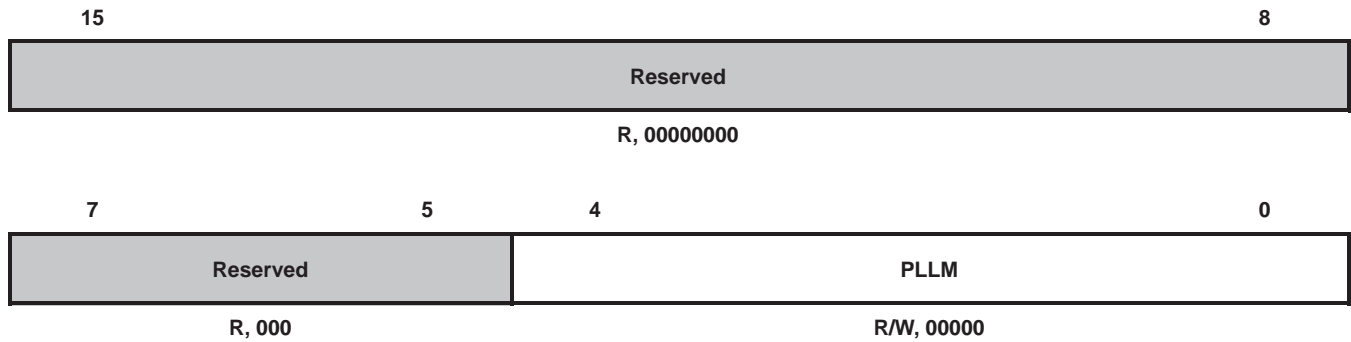 15 8
Reserved
R, 00000000
7 5 4 0
Reserved PLLM
R, 000 R/W, 00000